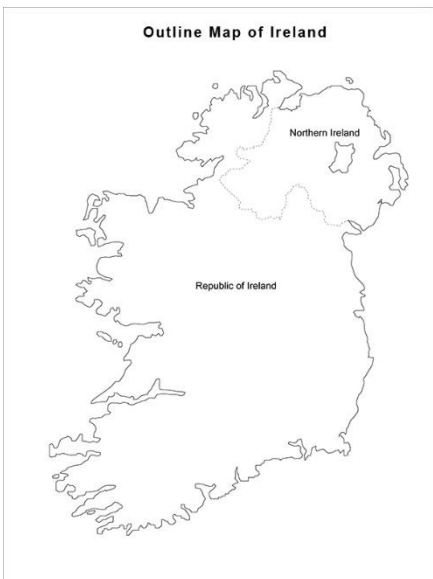 Outline Map of Ireland
Northern Ireland
Republic of Ireland